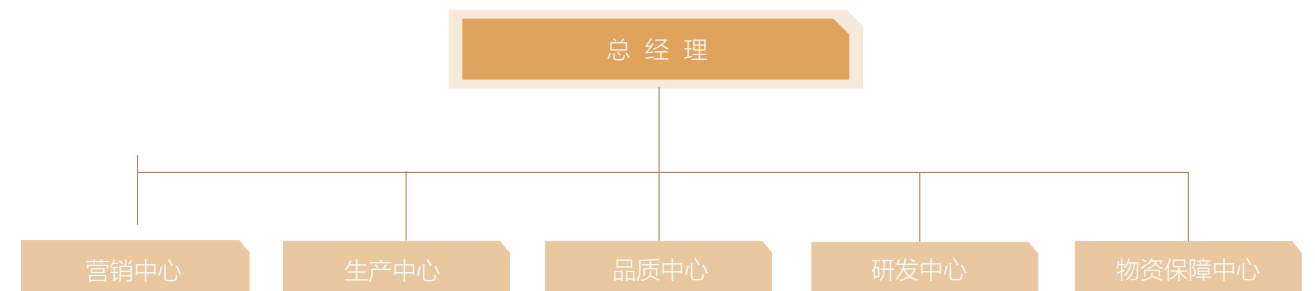 总经理
营销中心
生产中心
品质中心
研发中心
物资保障中心